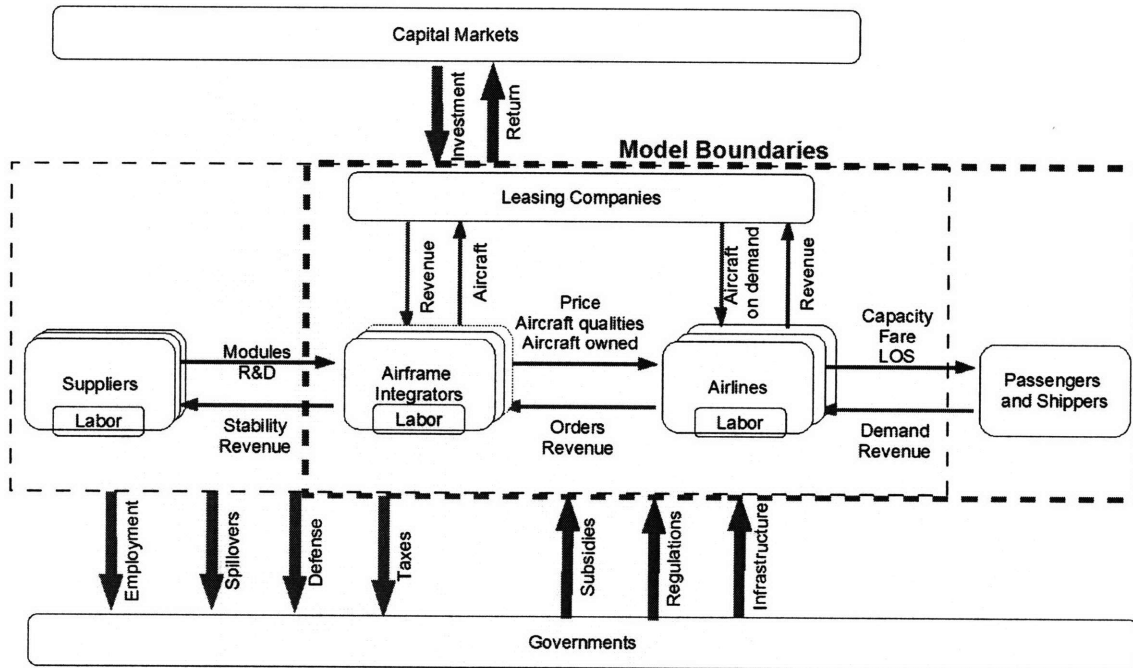 Capital Markets
Investment
Return
Model Boundaries
Leasing Companies
Revenue
Aircraft
Aircraft
on demand
Revenue
Modules
R&D
Price
Aircraft qualities
Aircraft owned
Capacity
Fare
LOS
Suppliers
Labor
Airframe
Integrators
Labor
Airlines
Labor
Passengers
and Shippers
Stability
Revenue
Orders
Revenue
Demand
Revenue
Employment
Spillovers
Defense
Taxes
Subsidies
Regulations
Infrastructure
Governments